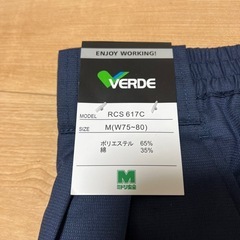 ENJOY WORKING!
VERDE
MODEL RCS 617C
SIZE M(W75~80)
ポリエステル 65%
綿 35%
M
ミドリ安全